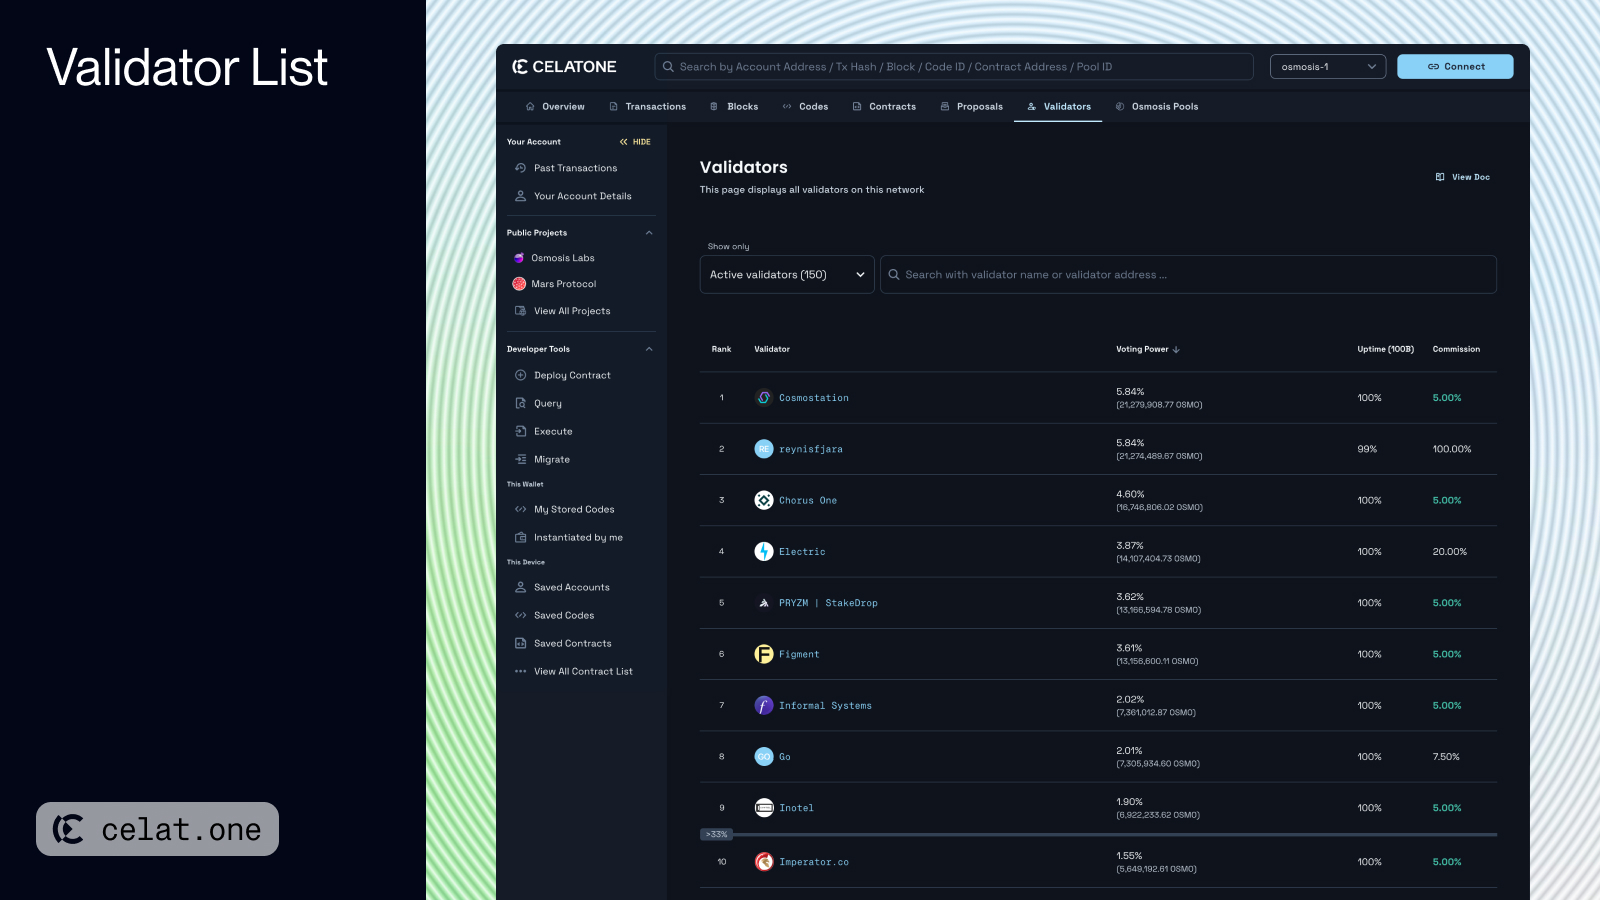 Validator List
celat.one
CELATONE
Search by Account Address / Tx Hash / Block / Code ID / Contract Address / Pool ID
osmosis-1
Connect
Overview
Transactions
Blocks
Codes
Contracts
Proposals
Validators
Osmosis Pools
Your Account
HIDE
Past Transactions
Your Account Details
Public Projects
Osmosis Labs
Mars Protocol
View All Projects
Developer Tools
Deploy Contract
Query
Execute
Migrate
This Wallet
My Stored Codes
Instantiated by me
This Device
Saved Accounts
Saved Codes
Saved Contracts
View All Contract List
Validators
This page displays all validators on this network
View Doc
Show only
Active validators (150)
Search with validator name or validator address ...
Rank Validator Voting Power Uptime (100B) Commission
1 Cosmostation 5.84% 100% 5.00%
(21,279,908.77 OSMO)
2 RE reynisfjara 5.84% 99% 100.00%
(21,274,489.67 OSMO)
3 Chorus One 4.60% 100% 5.00%
(16,746,806.02 OSMO)
4 Electric 3.87% 100% 20.00%
(14,107,404.73 OSMO)
5 PRYZM | StakeDrop 3.62% 100% 5.00%
(13,166,594.78 OSMO)
6 F Figment 3.61% 100% 5.00%
(13,156,600.11 OSMO)
7 f Informal Systems 2.02% 100% 5.00%
(7,361,012.87 OSMO)
8 GO Go 2.01% 100% 7.50%
(7,305,934.60 OSMO)
9 Inotel 1.90% 100% 5.00%
(6,922,233.62 OSMO)
>33%
10 Imperator.co 1.55% 100% 5.00%
(5,649,192.61 OSMO)